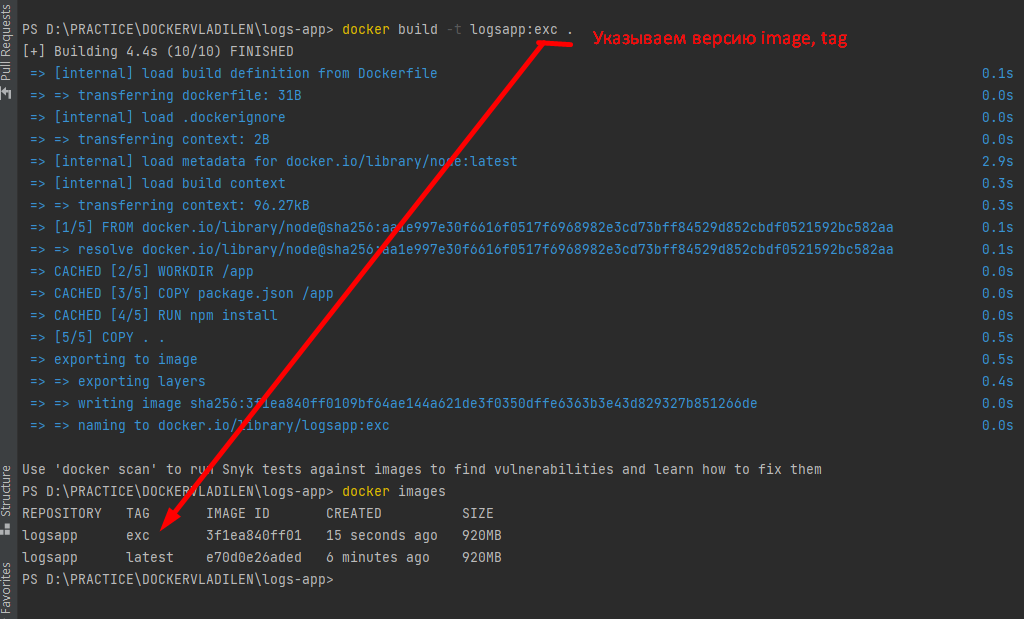 PS D:\PRACTICE\DOCKERVLADILEN\logs-app> docker build -t logsapp:exc .
Указываем версию image, tag
[+] Building 4.4s (10/10) FINISHED
=> [internal] load build definition from Dockerfile 0.1s
=> => transferring dockerfile: 31B 0.0s
=> [internal] load .dockerignore 0.0s
=> => transferring context: 2B 0.0s
=> [internal] load metadata for docker.io/library/node:latest 2.9s
=> [internal] load build context 0.3s
=> => transferring context: 96.27kB 0.3s
=> [1/5] FROM docker.io/library/node@sha256:aa1e997e30f6616f0517f6968982e3cd73bff84529d852cbdf0521592bc582aa 0.1s
=> => resolve docker.io/library/node@sha256:aa1e997e30f6616f0517f6968982e3cd73bff84529d852cbdf0521592bc582aa 0.1s
=> CACHED [2/5] WORKDIR /app 0.0s
=> CACHED [3/5] COPY package.json /app 0.0s
=> CACHED [4/5] RUN npm install 0.0s
=> [5/5] COPY . . 0.5s
=> exporting to image 0.5s
=> => exporting layers 0.4s
=> => writing image sha256:3f1ea840ff0109bf64ae144a621de3f0350dffe6363b3e43d829327b851266de 0.0s
=> => naming to docker.io/library/logsapp:exc 0.0s
Use 'docker scan' to run Snyk tests against images to find vulnerabilities and learn how to fix them
PS D:\PRACTICE\DOCKERVLADILEN\logs-app> docker images
REPOSITORY TAG IMAGE ID CREATED SIZE
logsapp exc 3f1ea840ff01 15 seconds ago 920MB
logsapp latest e70d0e26aded 6 minutes ago 920MB
PS D:\PRACTICE\DOCKERVLADILEN\logs-app>
Pull Requests
Structure
Favorites